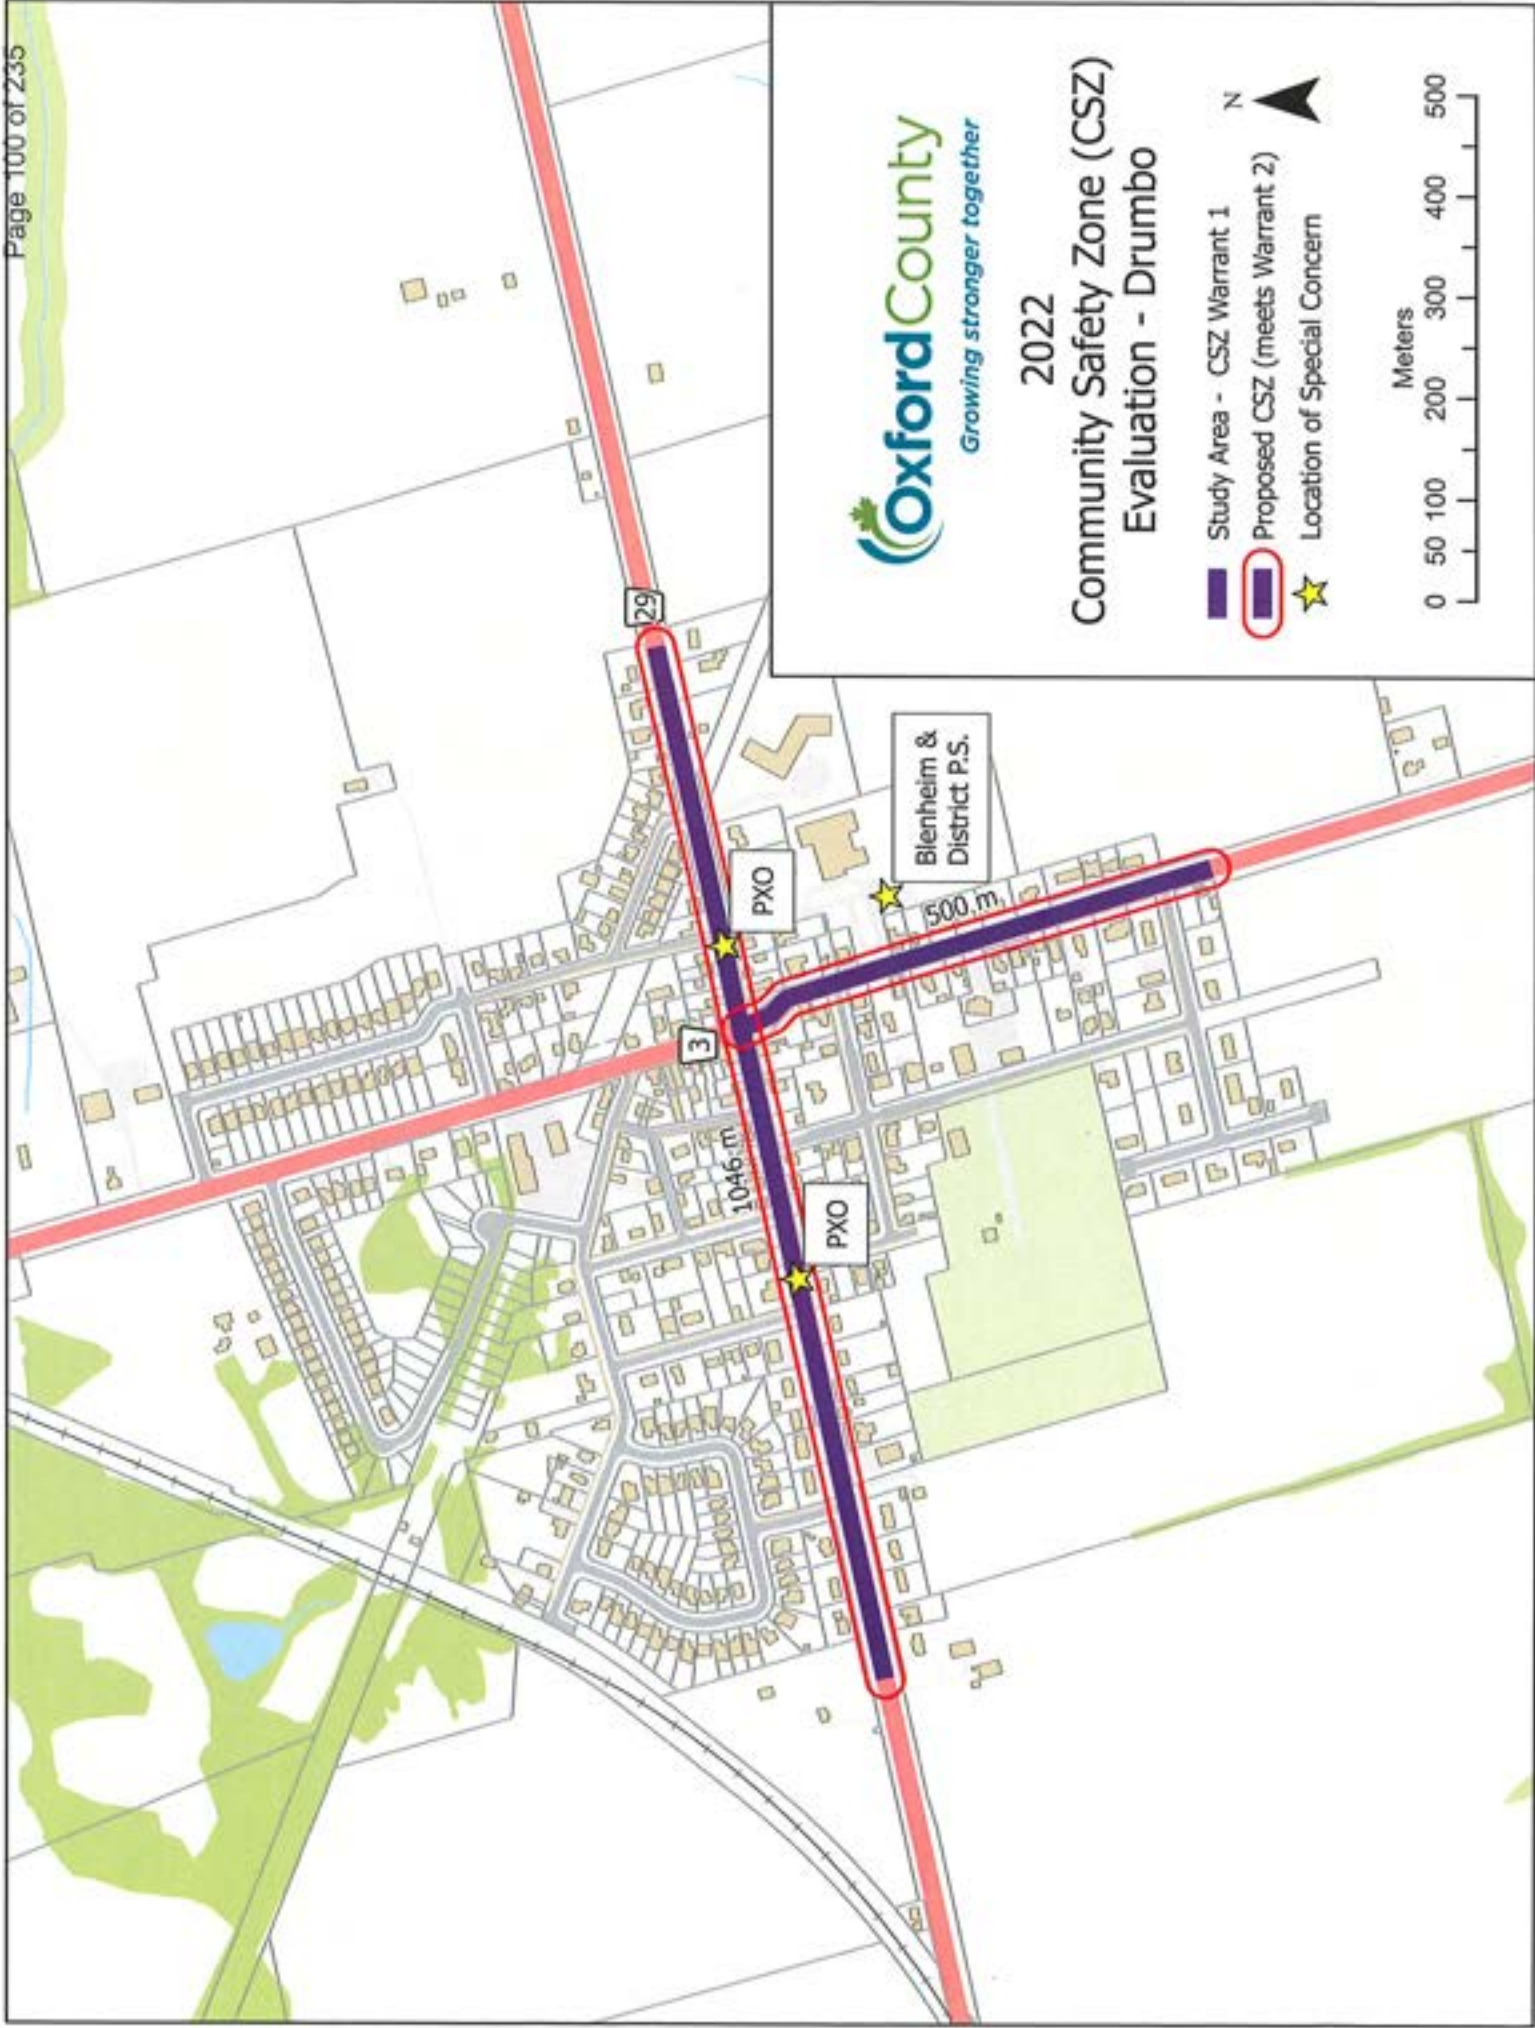 Page 100 of 235
29
3
1046 m
500 m
PXO
PXO
Blenheim &
District P.S.
OxfordCounty
Growing stronger together
2022
Community Safety Zone (CSZ)
Evaluation - Drumbo
Study Area - CSZ Warrant 1
Proposed CSZ (meets Warrant 2)
Location of Special Concern
N
Meters
0 50 100 200 300 400 500